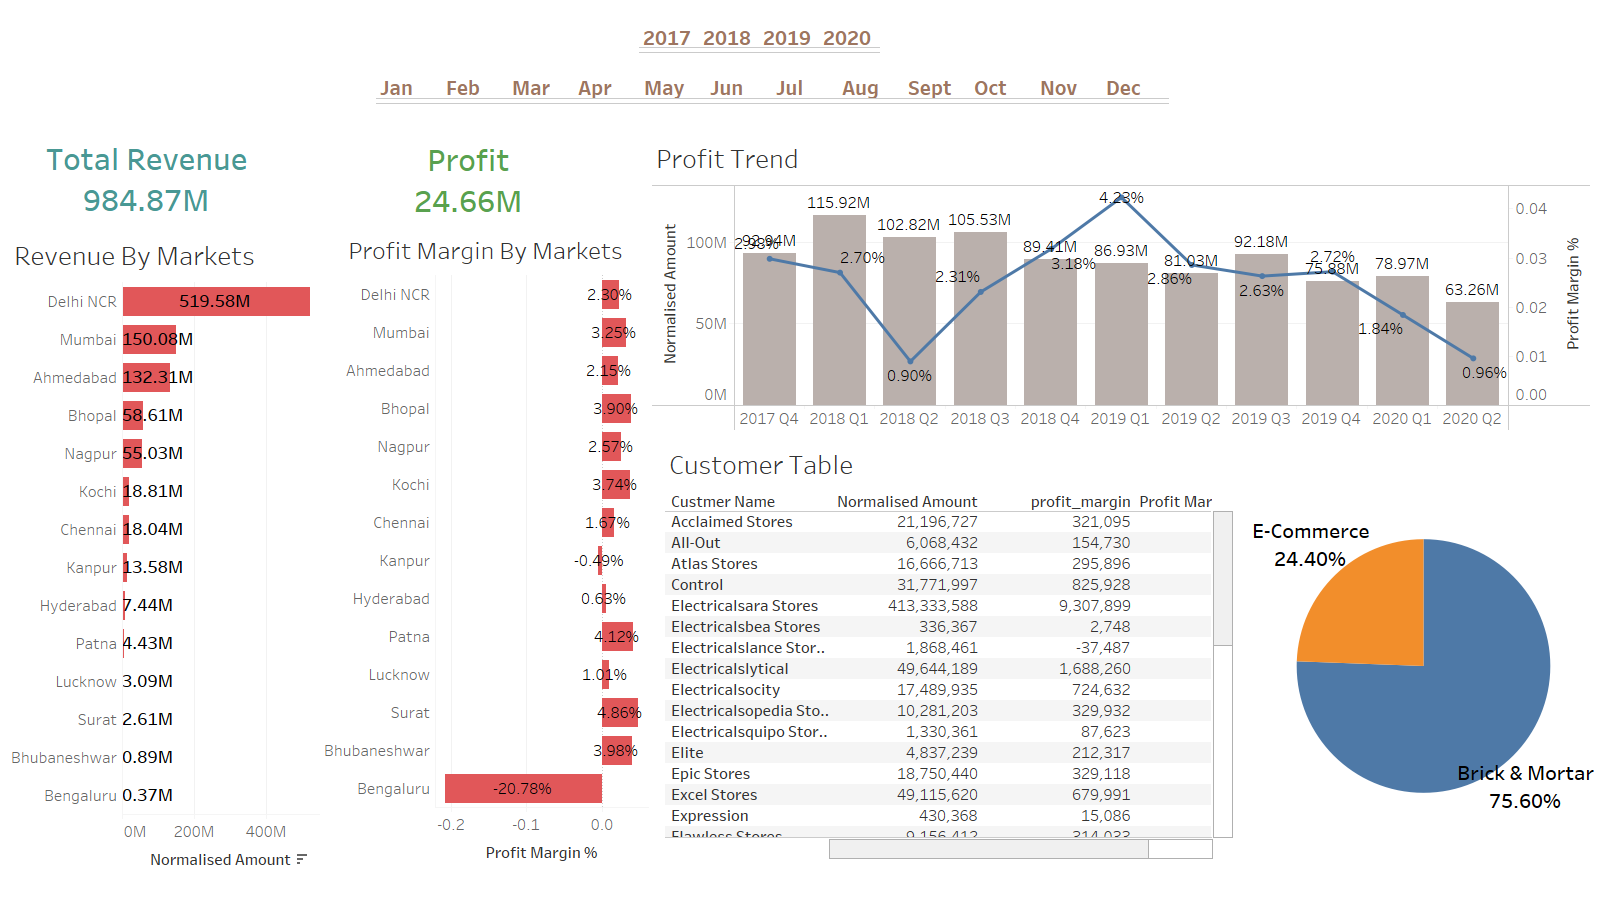 2017 2018 2019 2020
Jan Feb Mar Apr May Jun Jul Aug Sept Oct Nov Dec
Total Revenue
984.87M
Profit
24.66M
Revenue By Markets
Delhi NCR 519.58M
Mumbai 150.08M
Ahmedabad 132.31M
Bhopal 58.61M
Nagpur 55.03M
Kochi 18.81M
Chennai 18.04M
Kanpur 13.58M
Hyderabad 7.44M
Patna 4.43M
Lucknow 3.09M
Surat 2.61M
Bhubaneshwar 0.89M
Bengaluru 0.37M
0M 200M 400M
Normalised Amount
Profit Margin By Markets
Delhi NCR 2.30%
Mumbai 3.25%
Ahmedabad 2.15%
Bhopal 3.90%
Nagpur 2.57%
Kochi 3.74%
Chennai 1.67%
Kanpur -0.49%
Hyderabad 0.63%
Patna 4.12%
Lucknow 1.01%
Surat 4.86%
Bhubaneshwar 3.98%
Bengaluru -20.78%
-0.2 -0.1 0.0
Profit Margin %
Profit Trend
Normalised Amount
100M
50M
0M
92.94M 115.92M 102.82M 105.53M 89.41M 86.93M 81.03M 92.18M 75.88M 78.97M 63.26M
2.98% 2.70% 0.90% 2.31% 3.18% 4.23% 2.86% 2.63% 2.72% 1.84% 0.96%
0.04
0.03
0.02
0.01
0.00
Profit Margin %
2017 Q4 2018 Q1 2018 Q2 2018 Q3 2018 Q4 2019 Q1 2019 Q2 2019 Q3 2019 Q4 2020 Q1 2020 Q2
Customer Table
Custmer Name Normalised Amount profit_margin Profit Mar
Acclaimed Stores 21,196,727 321,095
All-Out 6,068,432 154,730
Atlas Stores 16,666,713 295,896
Control 31,771,997 825,928
Electricalsara Stores 413,333,588 9,307,899
Electricalsbea Stores 336,367 2,748
Electricalslance Stor.. 1,868,461 -37,487
Electricalslytical 49,644,189 1,688,260
Electricalsocity 17,489,935 724,632
Electricalsopedia Sto.. 10,281,203 329,932
Electricalsquipo Stor.. 1,330,361 87,623
Elite 4,837,239 212,317
Epic Stores 18,750,440 329,118
Excel Stores 49,115,620 679,991
Expression 430,368 15,086
Flawless Stores 9,156,412 314,033
E-Commerce
24.40%
Brick & Mortar
75.60%